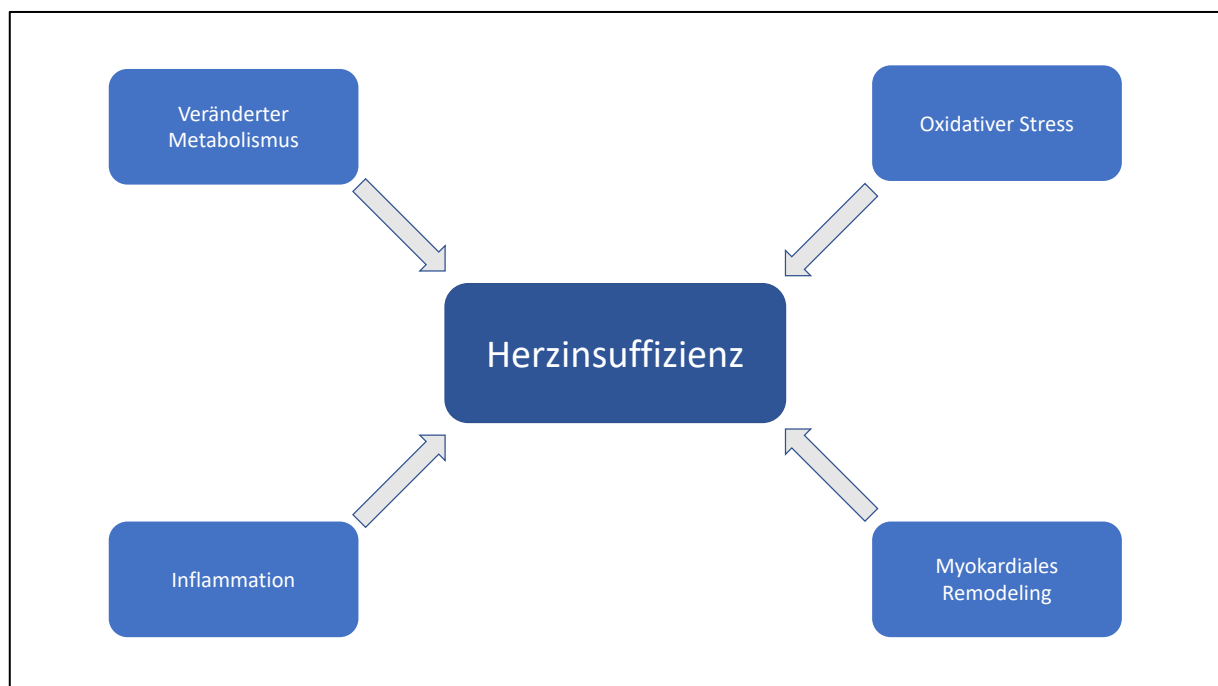 Veränderter
Metabolismus
Oxidativer Stress
Herzinsuffizienz
Inflammation
Myokardiales
Remodeling